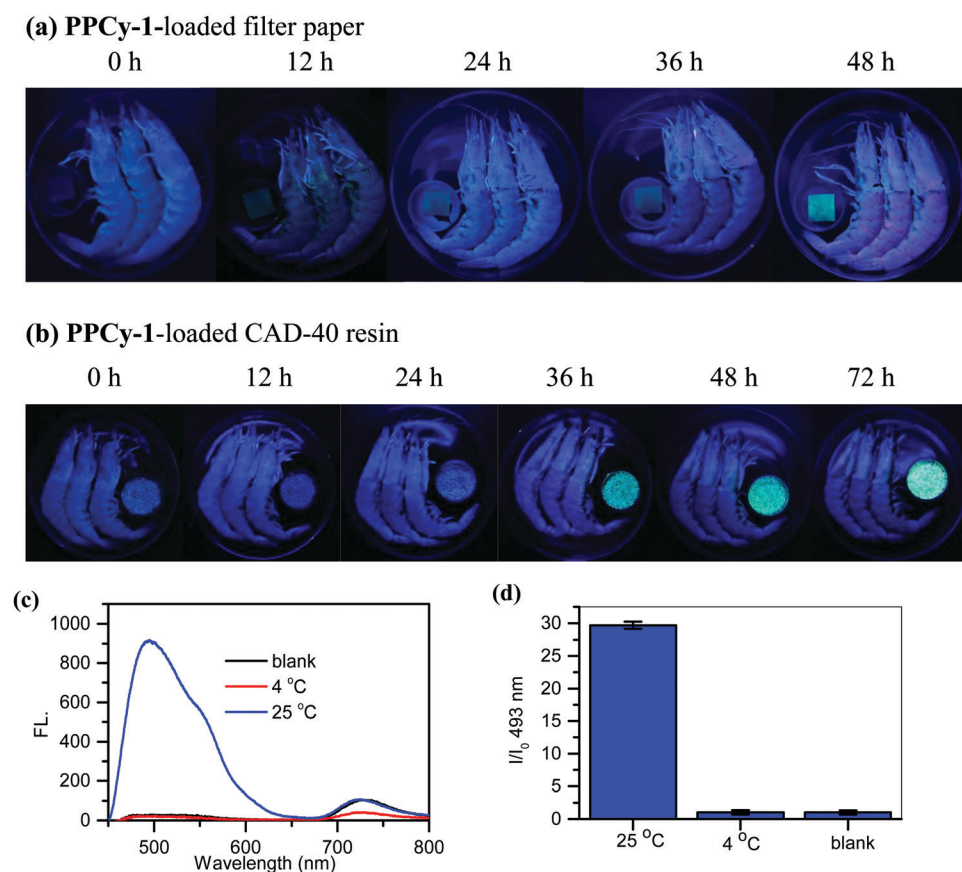 (a) PPCy-1-loaded filter paper
0 h 12 h 24 h 36 h 48 h
(b) PPCy-1-loaded CAD-40 resin
0 h 12 h 24 h 36 h 48 h 72 h
(c)
1000
800
600
400
200
100
0
FL.
blank
4 °C
25 °C
500 600 700 800
Wavelength (nm)
(d)
30
25
20
15
10
5
0
I/I₀ 493 nm
25 °C 4 °C blank